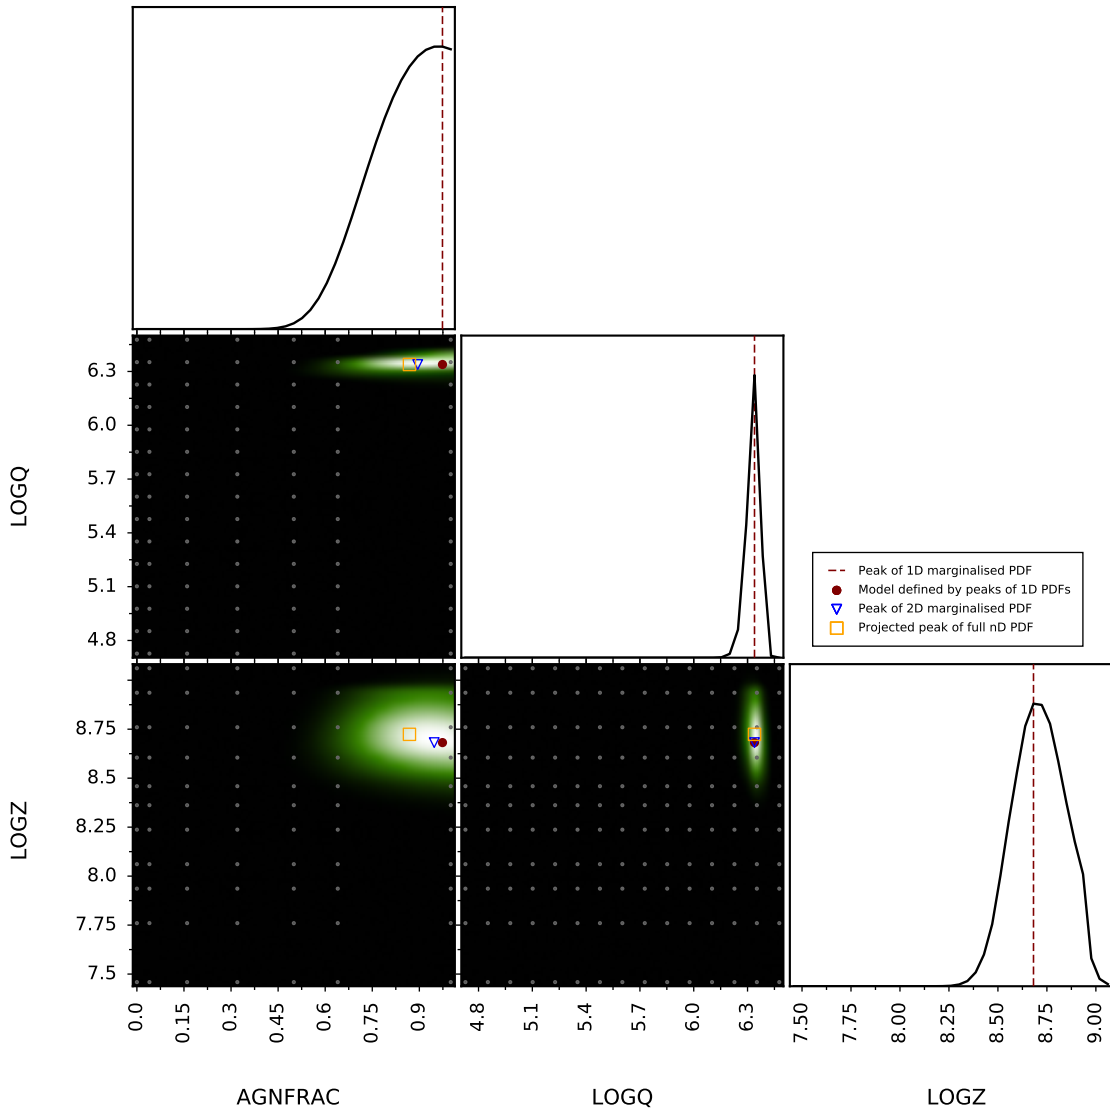 6.3
6.0
5.7
5.4
5.1
4.8
LOGQ
Peak of 1D marginalised PDF
Model defined by peaks of 1D PDFs
Peak of 2D marginalised PDF
Projected peak of full nD PDF
8.75
8.5
8.25
8.0
7.75
7.5
LOGZ
0.0 0.15 0.3 0.45 0.6 0.75 0.9
4.8 5.1 5.4 5.7 6.0 6.3
7.50 7.75 8.00 8.25 8.50 8.75 9.00
AGNFRAC
LOGQ
LOGZ